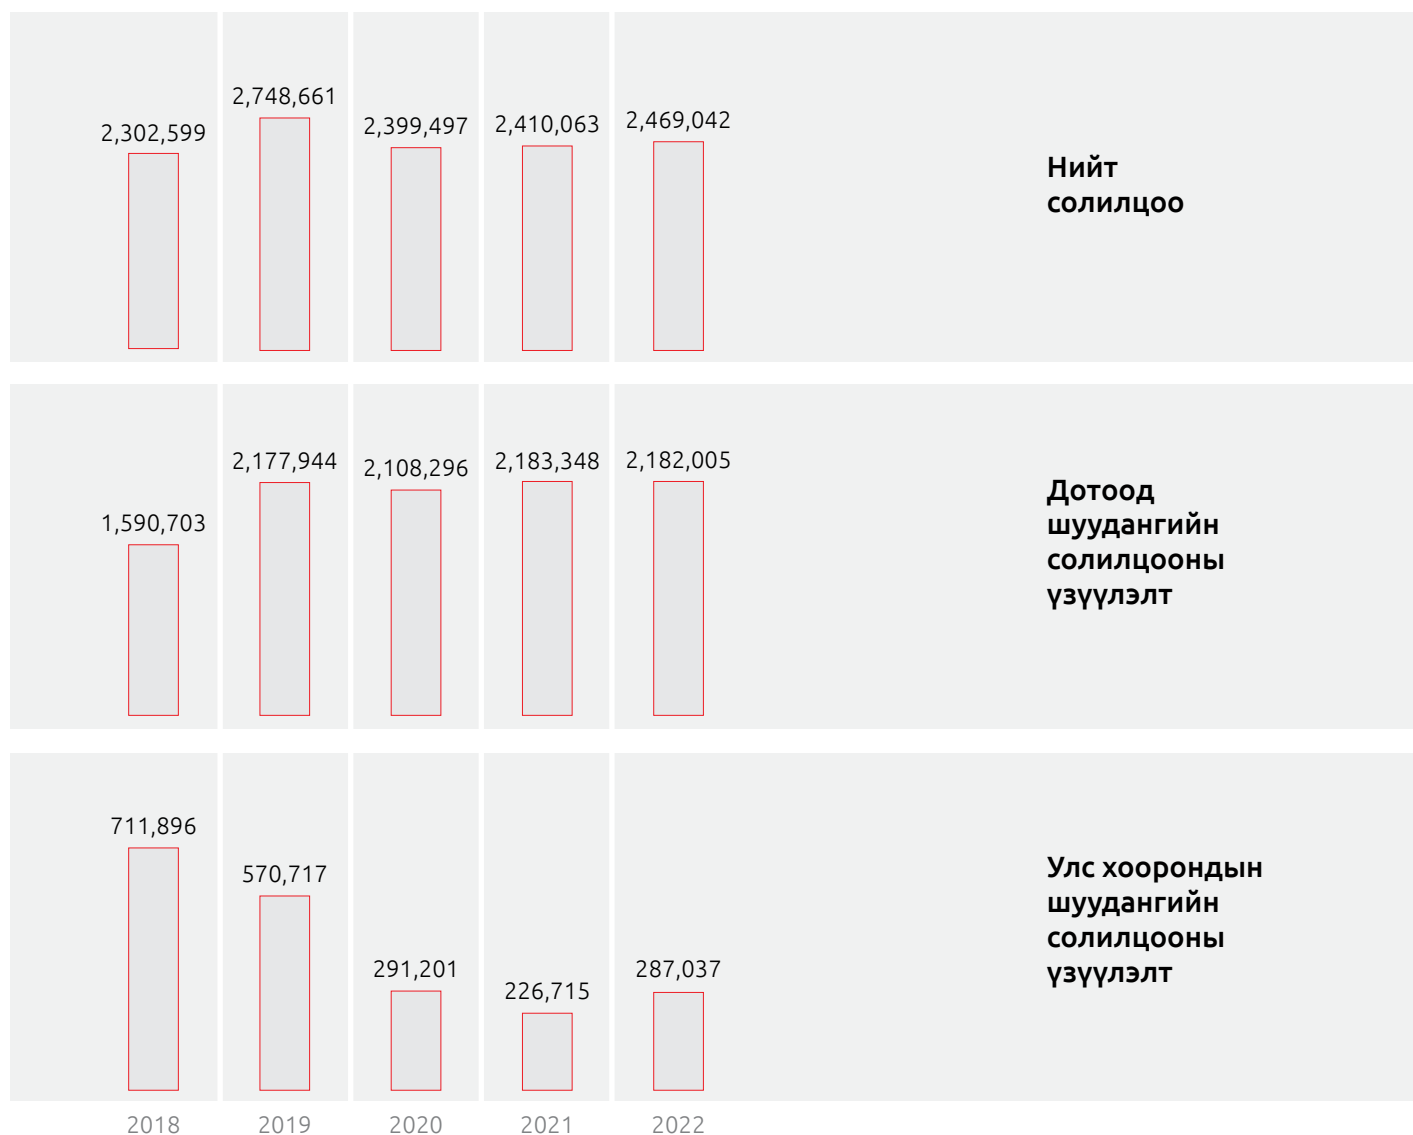 2,302,599
2,748,661
2,399,497
2,410,063
2,469,042
Нийт
солилцоо
1,590,703
2,177,944
2,108,296
2,183,348
2,182,005
Дотоод
шуудангийн
солилцооны
үзүүлэлт
711,896
570,717
291,201
226,715
287,037
Улс хоорондын
шуудангийн
солилцооны
үзүүлэлт
2018
2019
2020
2021
2022